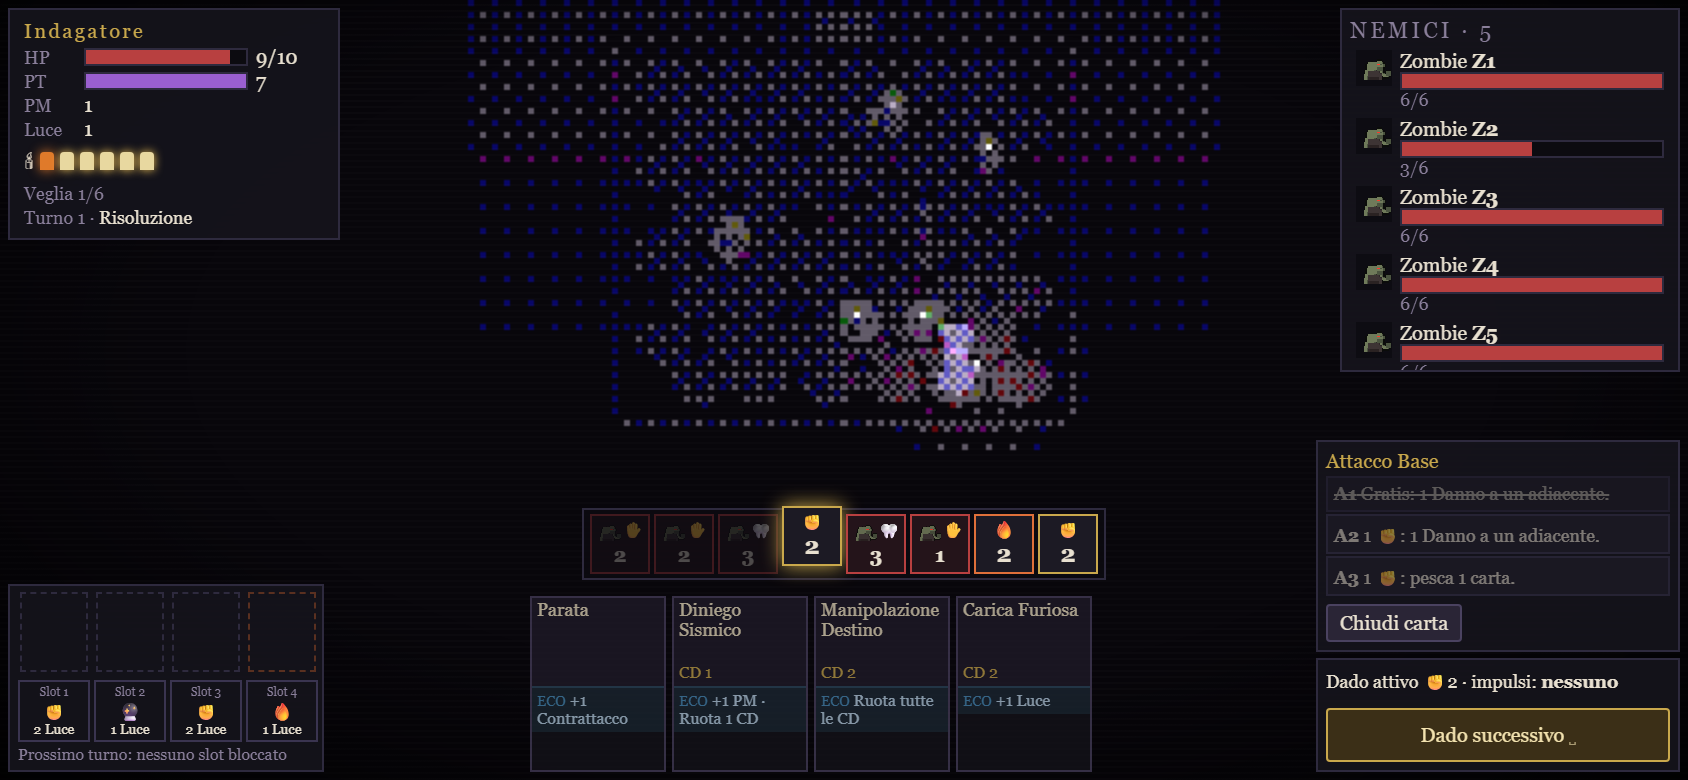 Indagatore
HP 9/10
PT 7
PM 1
Luce 1
Veglia 1/6
Turno 1 · Risoluzione
NEMICI · 5
Zombie Z1
6/6
Zombie Z2
3/6
Zombie Z3
6/6
Zombie Z4
6/6
Zombie Z5
6/6
2 2 3 2 3 1 2 2
Attacco Base
A1 Gratis: 1 Danno a un adiacente.
A2 1 ✊ : 1 Danno a un adiacente.
A3 1 ✊ : pesca 1 carta.
Chiudi carta
Dado attivo ✊ 2 · impulsi: nessuno
Dado successivo ⎵
Parata
ECO +1
Contrattacco
Diniego
Sismico
CD 1
ECO +1 PM ·
Ruota 1 CD
Manipolazione
Destino
CD 2
ECO Ruota tutte
le CD
Carica Furiosa
CD 2
ECO +1 Luce
Slot 1
2 Luce
Slot 2
1 Luce
Slot 3
2 Luce
Slot 4
1 Luce
Prossimo turno: nessuno slot bloccato